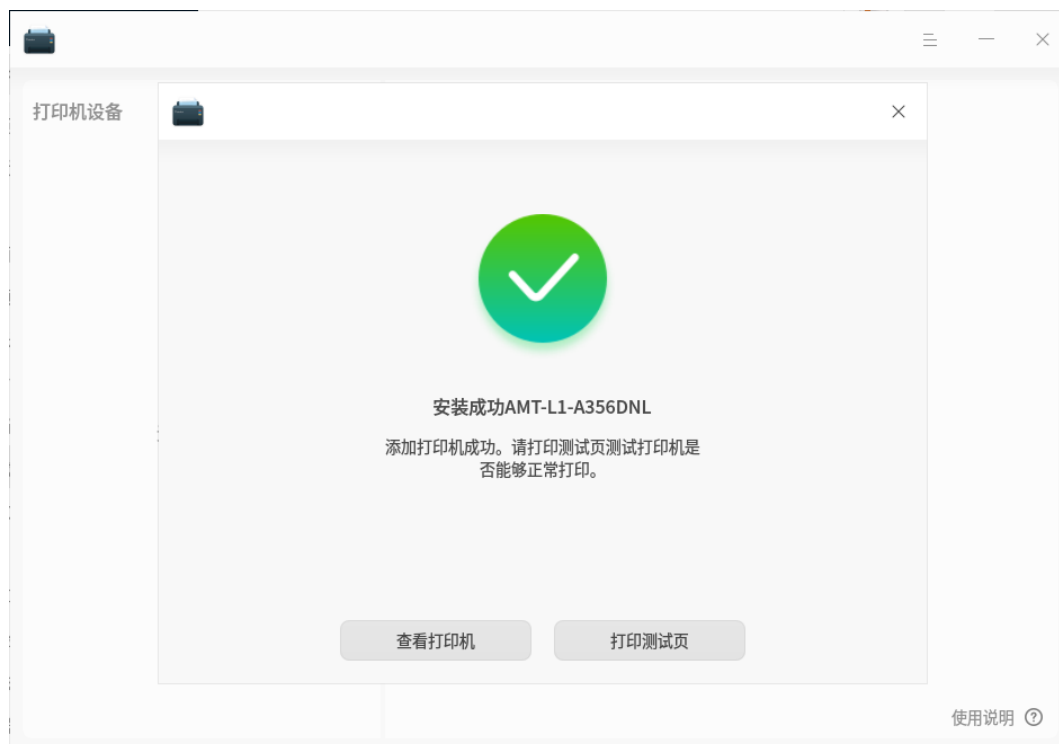 打印机设备
安装成功AMT-L1-A356DNL
添加打印机成功。请打印测试页测试打印机是
否能够正常打印。
查看打印机
打印测试页
使用说明